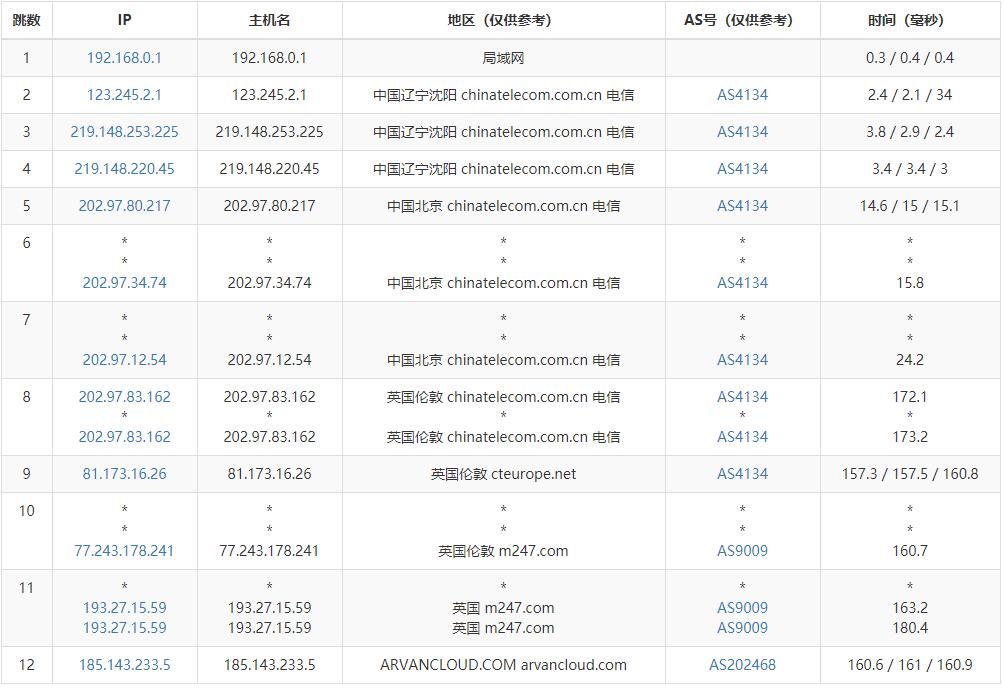 跳数 IP 主机名 地区（仅供参考） AS号（仅供参考） 时间（毫秒）
1 192.168.0.1 192.168.0.1 局域网 0.3 / 0.4 / 0.4
2 123.245.2.1 123.245.2.1 中国辽宁沈阳 chinatelecom.com.cn 电信 AS4134 2.4 / 2.1 / 34
3 219.148.253.225 219.148.253.225 中国辽宁沈阳 chinatelecom.com.cn 电信 AS4134 3.8 / 2.9 / 2.4
4 219.148.220.45 219.148.220.45 中国辽宁沈阳 chinatelecom.com.cn 电信 AS4134 3.4 / 3.4 / 3
5 202.97.80.217 202.97.80.217 中国北京 chinatelecom.com.cn 电信 AS4134 14.6 / 15 / 15.1
6 * * * * *
* * * * *
202.97.34.74 202.97.34.74 中国北京 chinatelecom.com.cn 电信 AS4134 15.8
7 * * * * *
* * * * *
202.97.12.54 202.97.12.54 中国北京 chinatelecom.com.cn 电信 AS4134 24.2
8 202.97.83.162 202.97.83.162 英国伦敦 chinatelecom.com.cn 电信 AS4134 172.1
* * * * *
202.97.83.162 202.97.83.162 英国伦敦 chinatelecom.com.cn 电信 AS4134 173.2
9 81.173.16.26 81.173.16.26 英国伦敦 cteurope.net AS4134 157.3 / 157.5 / 160.8
10 * * * * *
* * * * *
77.243.178.241 77.243.178.241 英国伦敦 m247.com AS9009 160.7
11 * * * * *
193.27.15.59 193.27.15.59 英国 m247.com AS9009 163.2
193.27.15.59 193.27.15.59 英国 m247.com AS9009 180.4
12 185.143.233.5 185.143.233.5 ARVANCLOUD.COM arvancloud.com AS202468 160.6 / 161 / 160.9